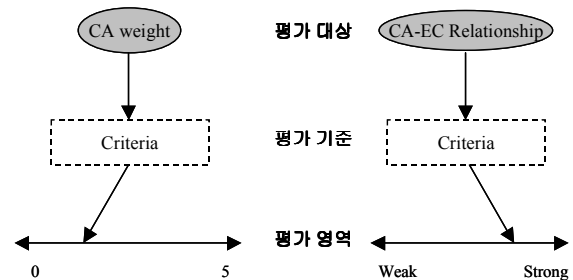 CA weight 평가 대상 CA-EC Relationship
Criteria 평가 기준 Criteria
평가 영역
0 5 Weak Strong